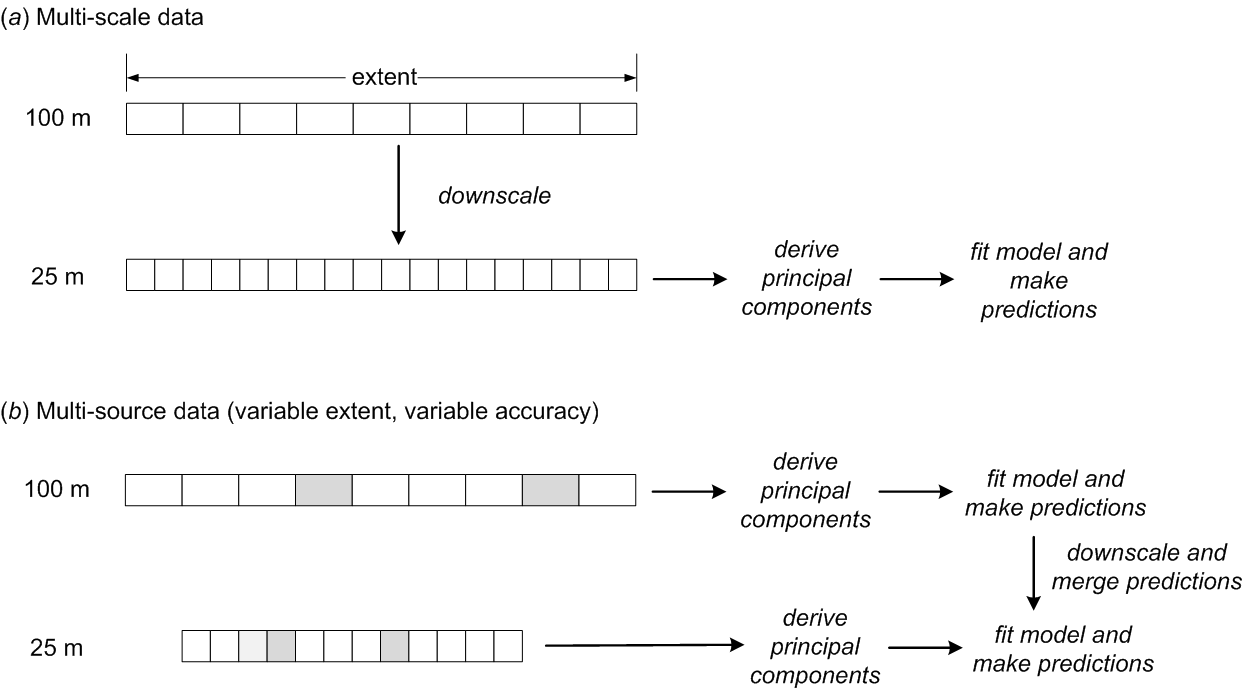 (a) Multi-scale data
extent
100 m
downscale
25 m
derive
principal
components
fit model and
make
predictions
(b) Multi-source data (variable extent, variable accuracy)
100 m
derive
principal
components
fit model and
make predictions
downscale and
merge predictions
25 m
derive
principal
components
fit model and
make predictions